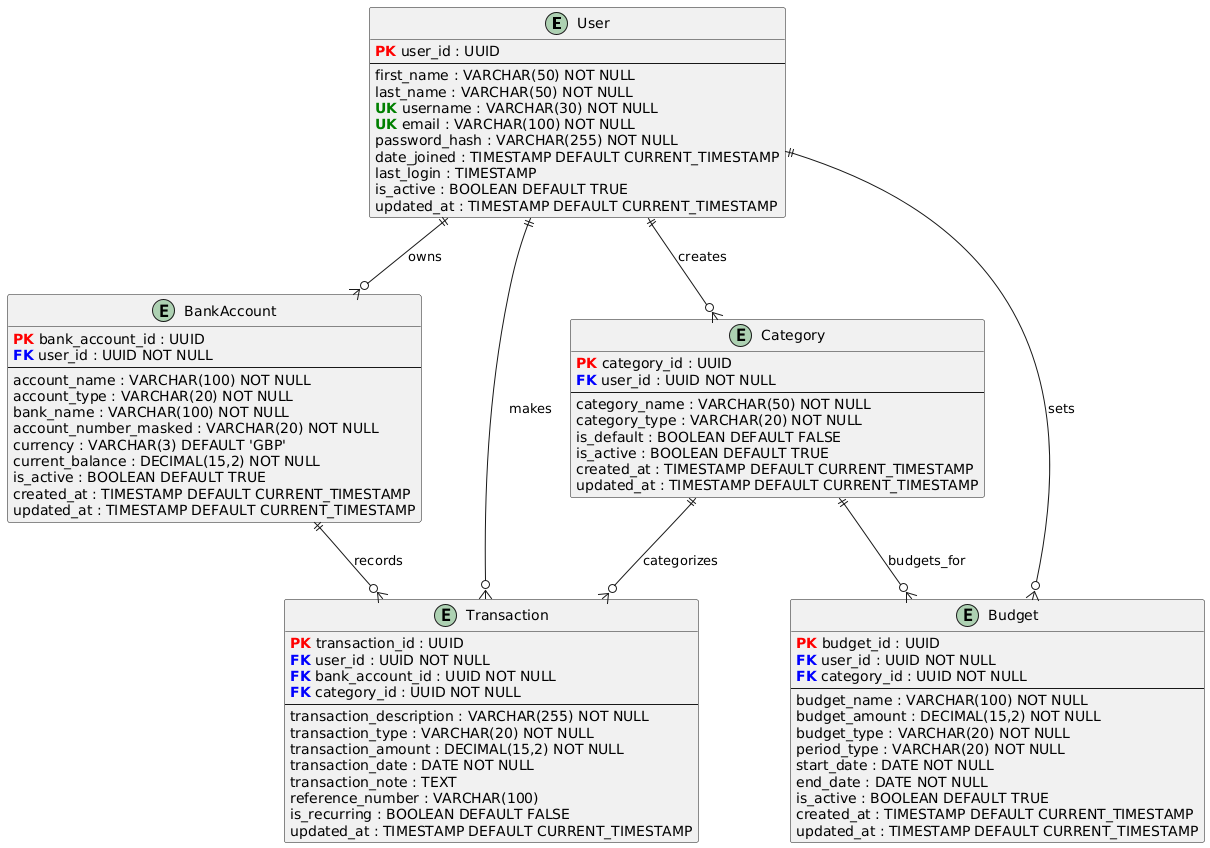 E User
PK user_id : UUID
first_name : VARCHAR(50) NOT NULL
last_name : VARCHAR(50) NOT NULL
UK username : VARCHAR(30) NOT NULL
UK email : VARCHAR(100) NOT NULL
password_hash : VARCHAR(255) NOT NULL
date_joined : TIMESTAMP DEFAULT CURRENT_TIMESTAMP
last_login : TIMESTAMP
is_active : BOOLEAN DEFAULT TRUE
updated_at : TIMESTAMP DEFAULT CURRENT_TIMESTAMP
owns
creates
makes
sets
E BankAccount
PK bank_account_id : UUID
FK user_id : UUID NOT NULL
account_name : VARCHAR(100) NOT NULL
account_type : VARCHAR(20) NOT NULL
bank_name : VARCHAR(100) NOT NULL
account_number_masked : VARCHAR(20) NOT NULL
currency : VARCHAR(3) DEFAULT 'GBP'
current_balance : DECIMAL(15,2) NOT NULL
is_active : BOOLEAN DEFAULT TRUE
created_at : TIMESTAMP DEFAULT CURRENT_TIMESTAMP
updated_at : TIMESTAMP DEFAULT CURRENT_TIMESTAMP
E Category
PK category_id : UUID
FK user_id : UUID NOT NULL
category_name : VARCHAR(50) NOT NULL
category_type : VARCHAR(20) NOT NULL
is_default : BOOLEAN DEFAULT FALSE
is_active : BOOLEAN DEFAULT TRUE
created_at : TIMESTAMP DEFAULT CURRENT_TIMESTAMP
updated_at : TIMESTAMP DEFAULT CURRENT_TIMESTAMP
records
categorizes
budgets_for
E Transaction
PK transaction_id : UUID
FK user_id : UUID NOT NULL
FK bank_account_id : UUID NOT NULL
FK category_id : UUID NOT NULL
transaction_description : VARCHAR(255) NOT NULL
transaction_type : VARCHAR(20) NOT NULL
transaction_amount : DECIMAL(15,2) NOT NULL
transaction_date : DATE NOT NULL
transaction_note : TEXT
reference_number : VARCHAR(100)
is_recurring : BOOLEAN DEFAULT FALSE
updated_at : TIMESTAMP DEFAULT CURRENT_TIMESTAMP
E Budget
PK budget_id : UUID
FK user_id : UUID NOT NULL
FK category_id : UUID NOT NULL
budget_name : VARCHAR(100) NOT NULL
budget_amount : DECIMAL(15,2) NOT NULL
budget_type : VARCHAR(20) NOT NULL
period_type : VARCHAR(20) NOT NULL
start_date : DATE NOT NULL
end_date : DATE NOT NULL
is_active : BOOLEAN DEFAULT TRUE
created_at : TIMESTAMP DEFAULT CURRENT_TIMESTAMP
updated_at : TIMESTAMP DEFAULT CURRENT_TIMESTAMP